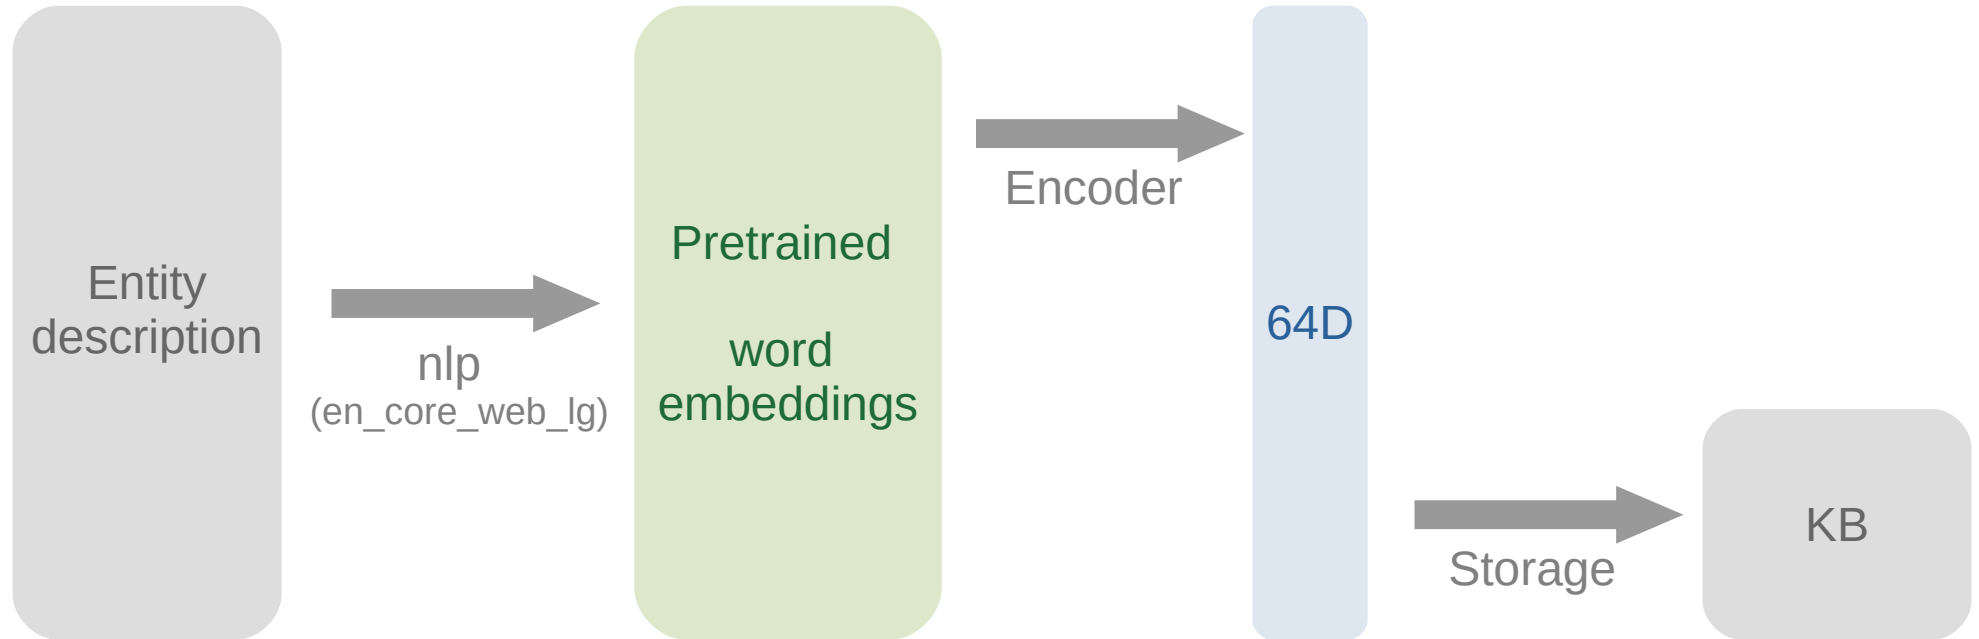 Entity
description
nlp
(en_core_web_lg)
Pretrained
word
embeddings
Encoder
64D
Storage
KB